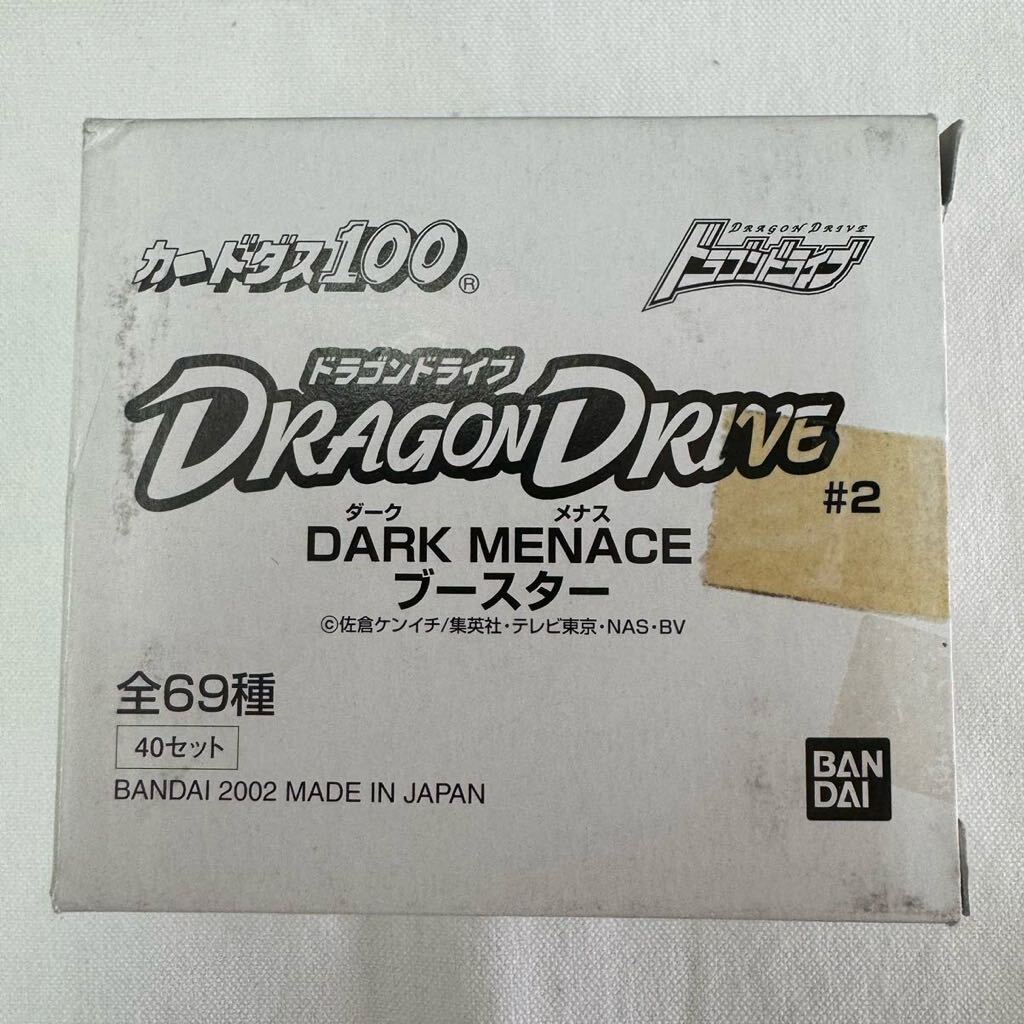 カードダス100®
DRAGON DRIVE
ドラゴンドライブ
ドラゴンドライブ
DRAGON DRIVE
#2
ダーク メナス
DARK MENACE
ブースター
©佐倉ケンイチ/集英社・テレビ東京・NAS・BV
全69種
40セット
BANDAI 2002 MADE IN JAPAN
BAN
DAI